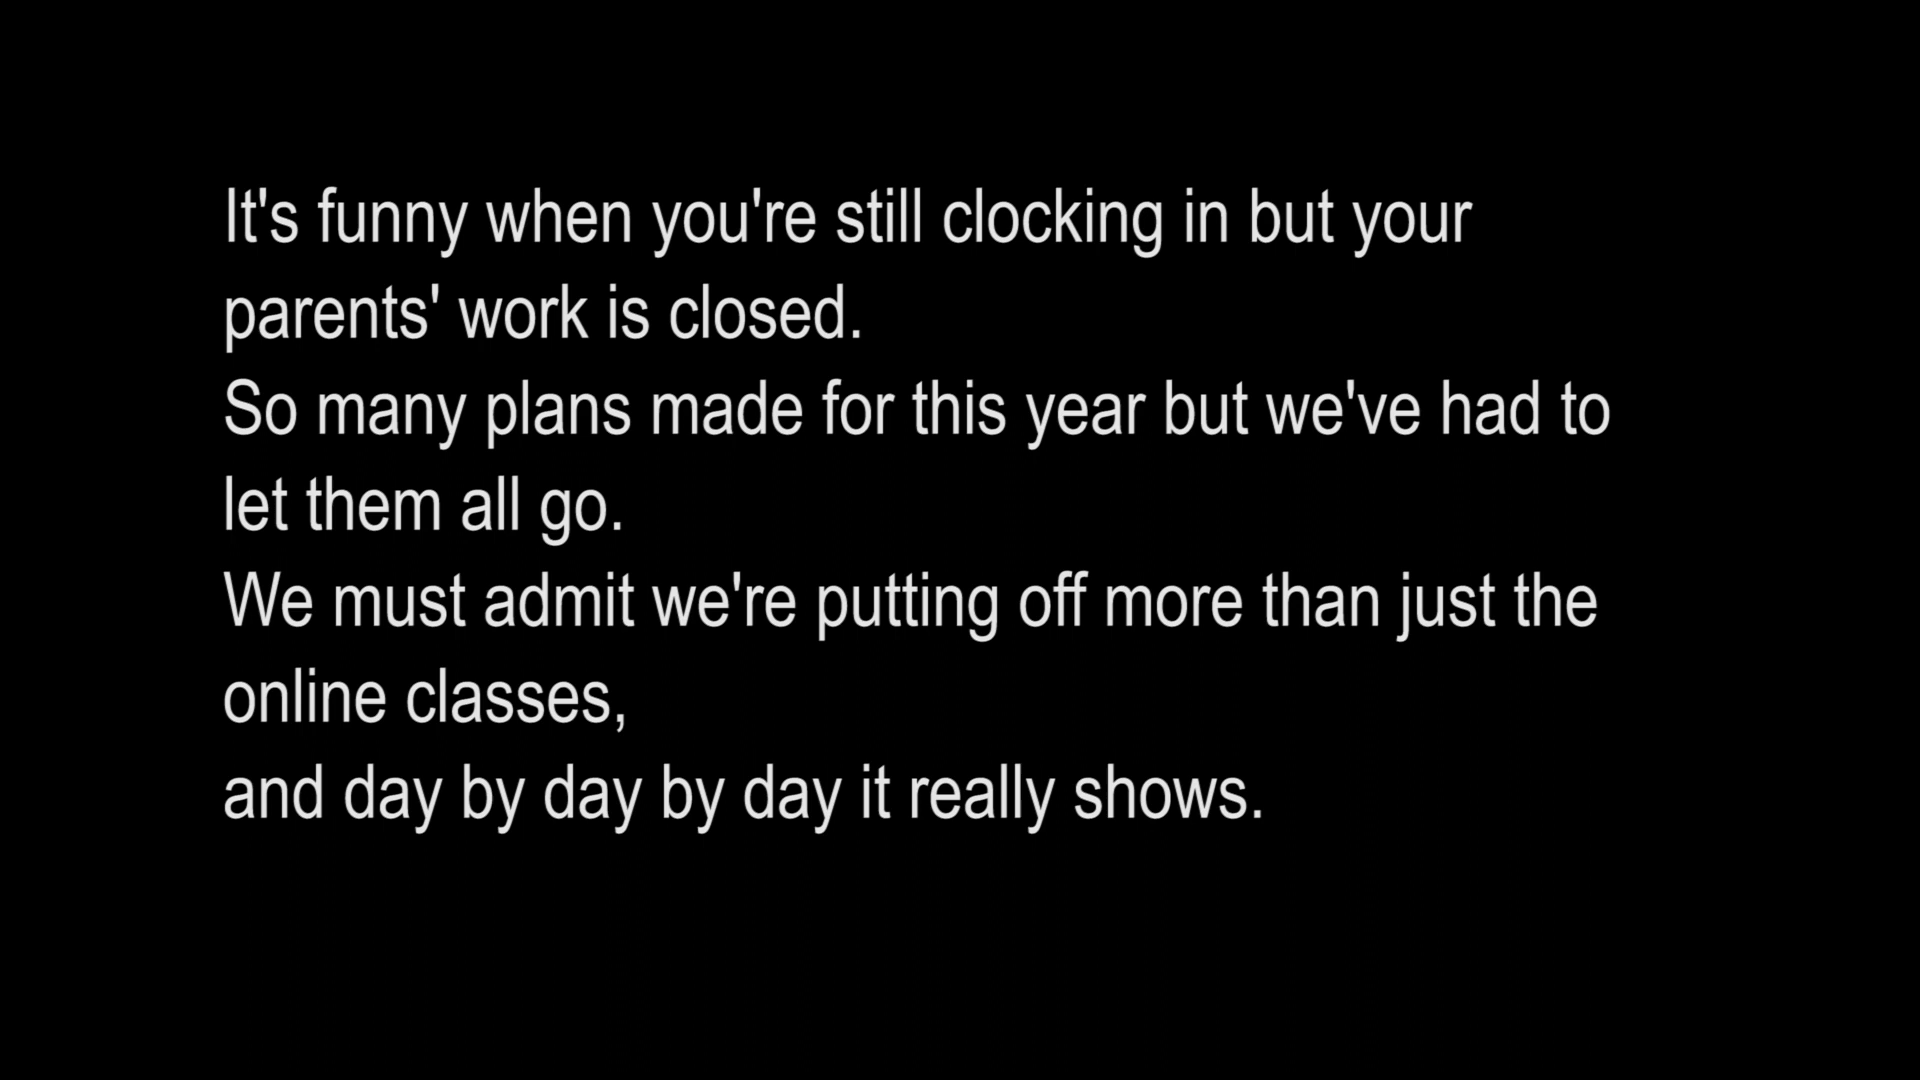 It's funny when you're still clocking in but your
parents' work is closed.
So many plans made for this year but we've had to
let them all go.
We must admit we're putting off more than just the
online classes,
and day by day by day it really shows.